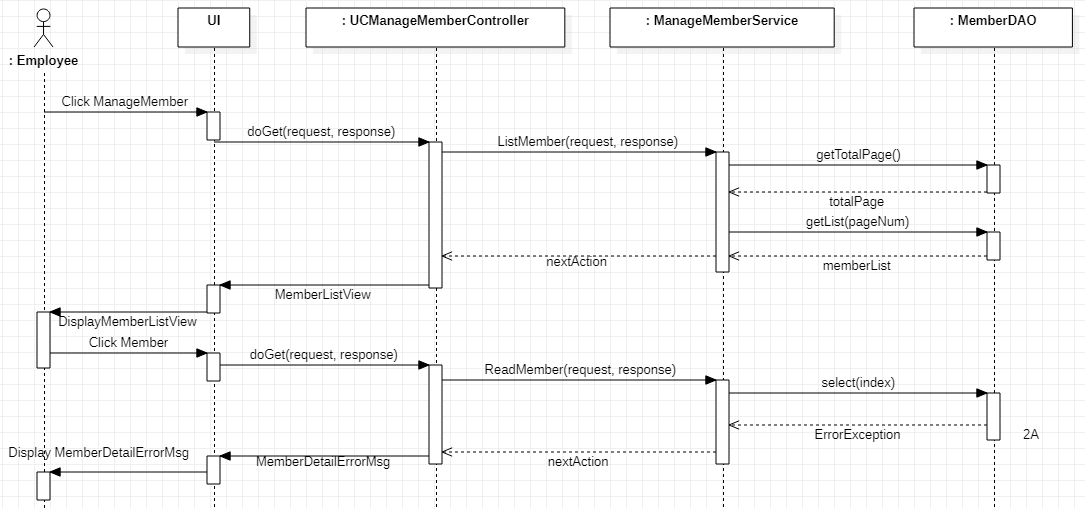 UI
: UCManageMemberController
: ManageMemberService
: MemberDAO
: Employee
Click ManageMember
doGet(request, response)
ListMember(request, response)
getTotalPage()
totalPage
getList(pageNum)
nextAction
memberList
MemberListView
DisplayMemberListView
Click Member
doGet(request, response)
ReadMember(request, response)
select(index)
ErrorException
2A
Display MemberDetailErrorMsg
MemberDetailErrorMsg
nextAction